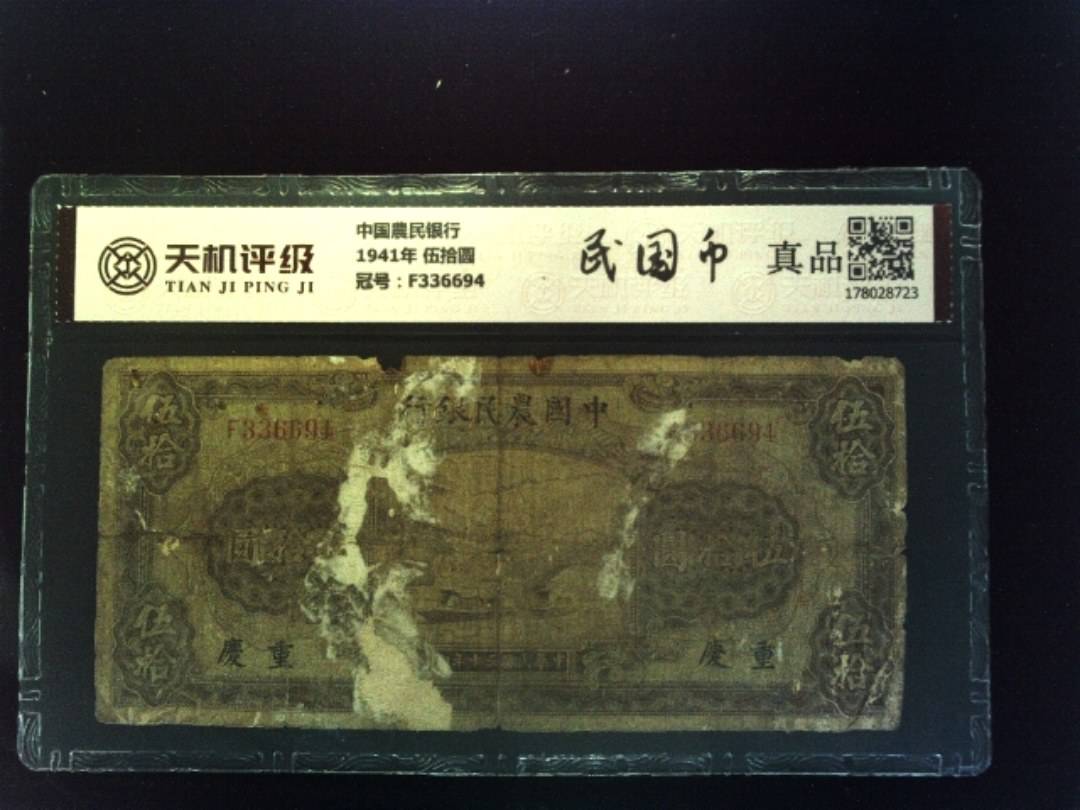 天机评级
TIAN JI PING JI
中国農民银行
1941年 伍拾圆
冠号：F336694
民国币
真品
178028723
伍拾
行銀民農國中
伍拾
F336694
36694
圓拾
伍拾圓
伍拾
慶重
慶重
伍拾